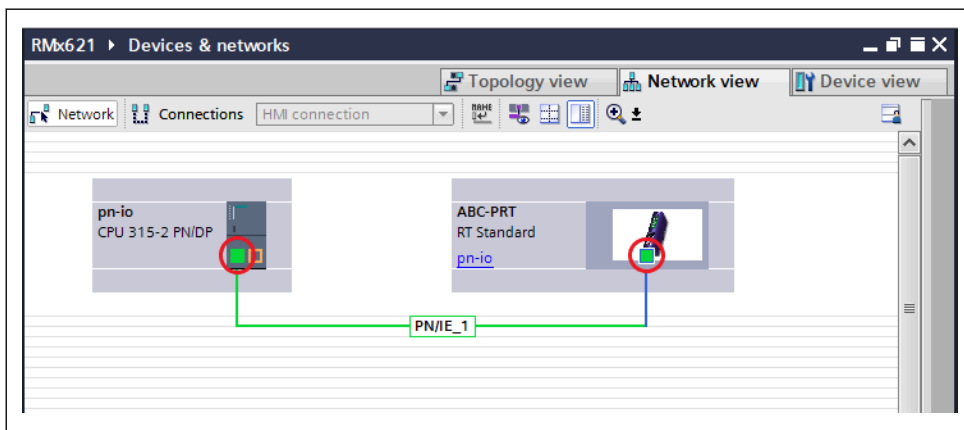 RMx621 ▸ Devices & networks
Topology view Network view Device view
Network Connections HMI connection
pn-io
CPU 315-2 PN/DP
ABC-PRT
RT Standard
pn-io
PN/IE_1